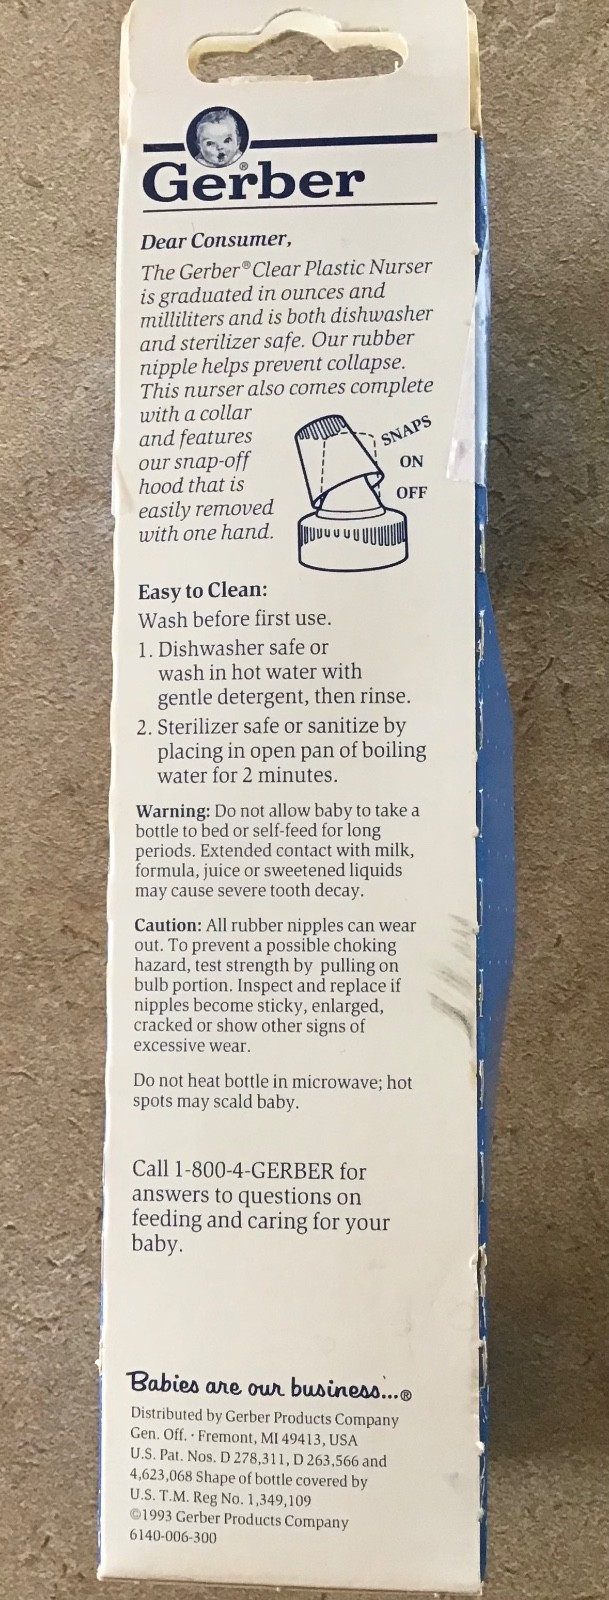 Gerber®
Dear Consumer,
The Gerber® Clear Plastic Nurser
is graduated in ounces and
milliliters and is both dishwasher
and sterilizer safe. Our rubber
nipple helps prevent collapse.
This nurser also comes complete
with a collar
and features
our snap-off
hood that is
easily removed
with one hand.
SNAPS
ON
OFF
Easy to Clean:
Wash before first use.
1. Dishwasher safe or
wash in hot water with
gentle detergent, then rinse.
2. Sterilizer safe or sanitize by
placing in open pan of boiling
water for 2 minutes.
Warning: Do not allow baby to take a
bottle to bed or self-feed for long
periods. Extended contact with milk,
formula, juice or sweetened liquids
may cause severe tooth decay.
Caution: All rubber nipples can wear
out. To prevent a possible choking
hazard, test strength by pulling on
bulb portion. Inspect and replace if
nipples become sticky, enlarged,
cracked or show other signs of
excessive wear.
Do not heat bottle in microwave; hot
spots may scald baby.
Call 1-800-4-GERBER for
answers to questions on
feeding and caring for your
baby.
Babies are our business...®
Distributed by Gerber Products Company
Gen. Off. · Fremont, MI 49413, USA
U.S. Pat. Nos. D 278,311, D 263,566 and
4,623,068 Shape of bottle covered by
U.S. T.M. Reg No. 1,349,109
©1993 Gerber Products Company
6140-006-300